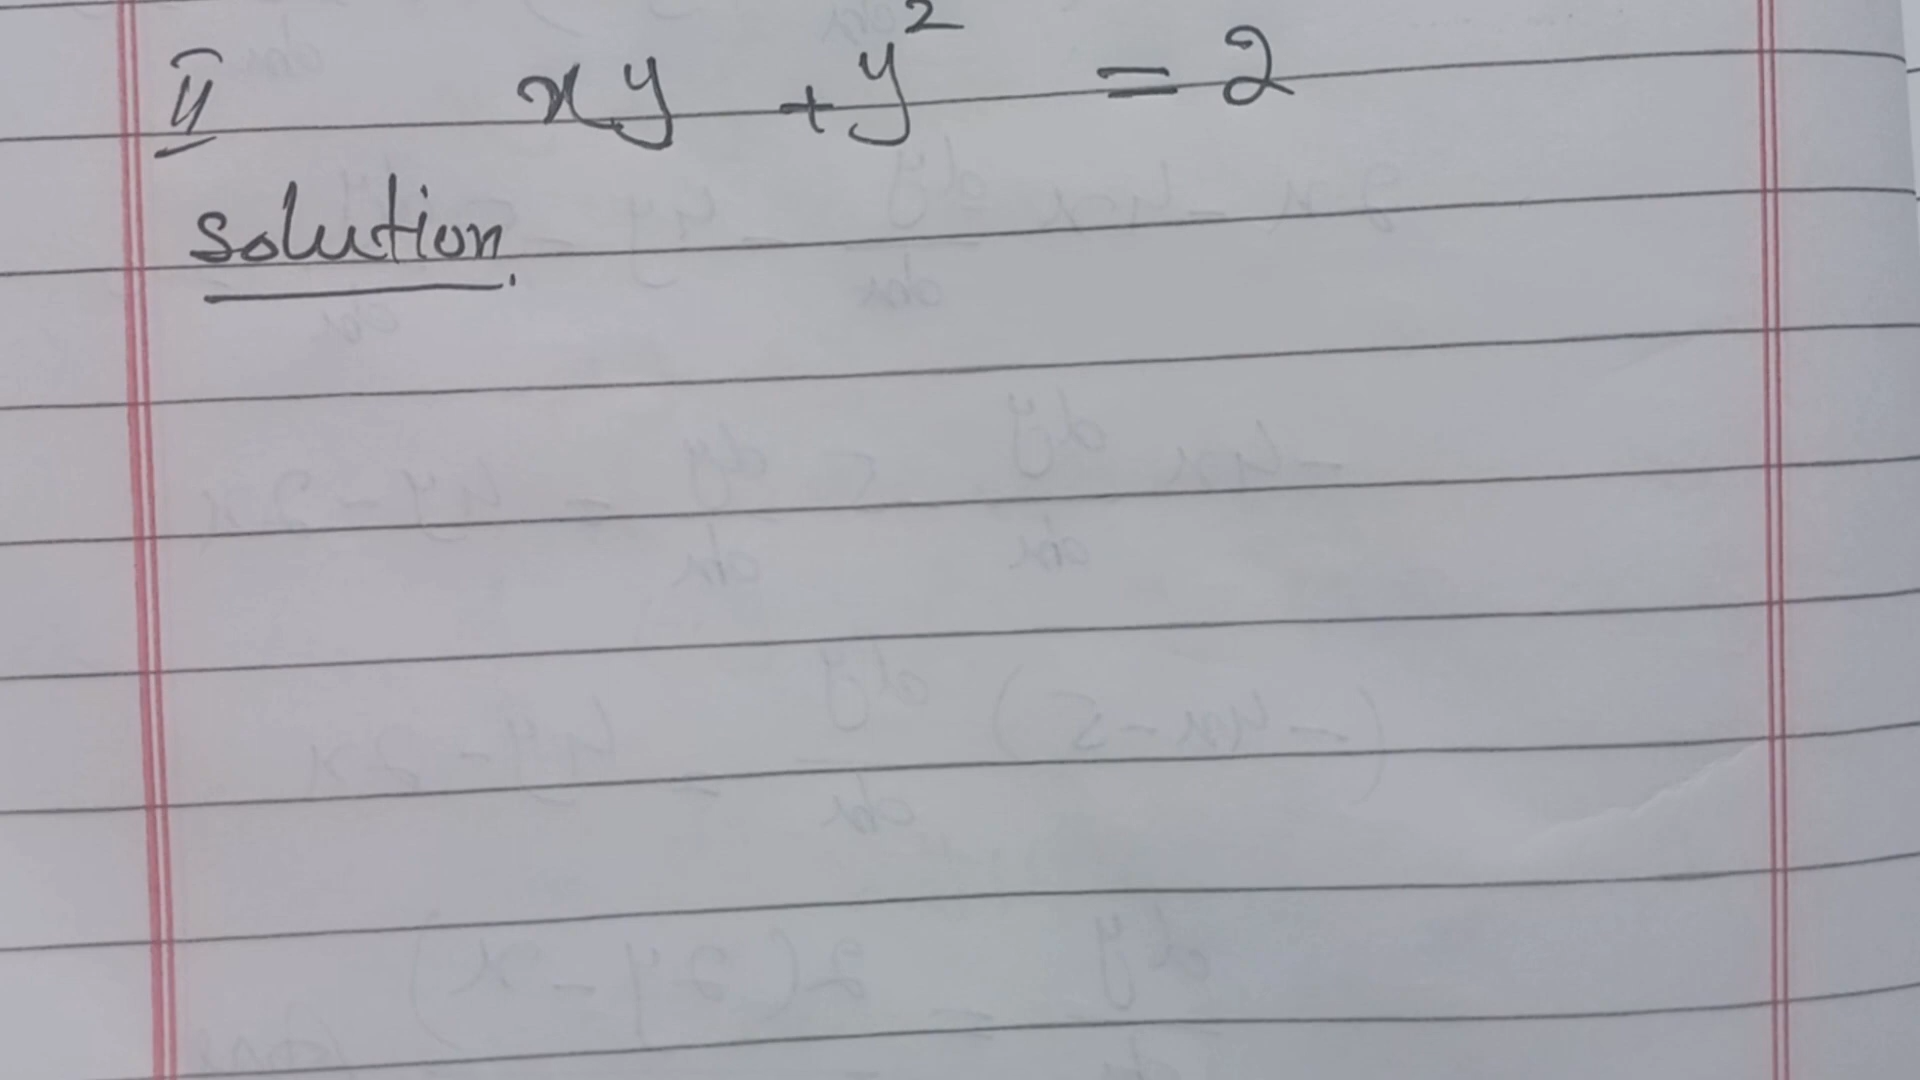 ii xy + y² = 2
solution.